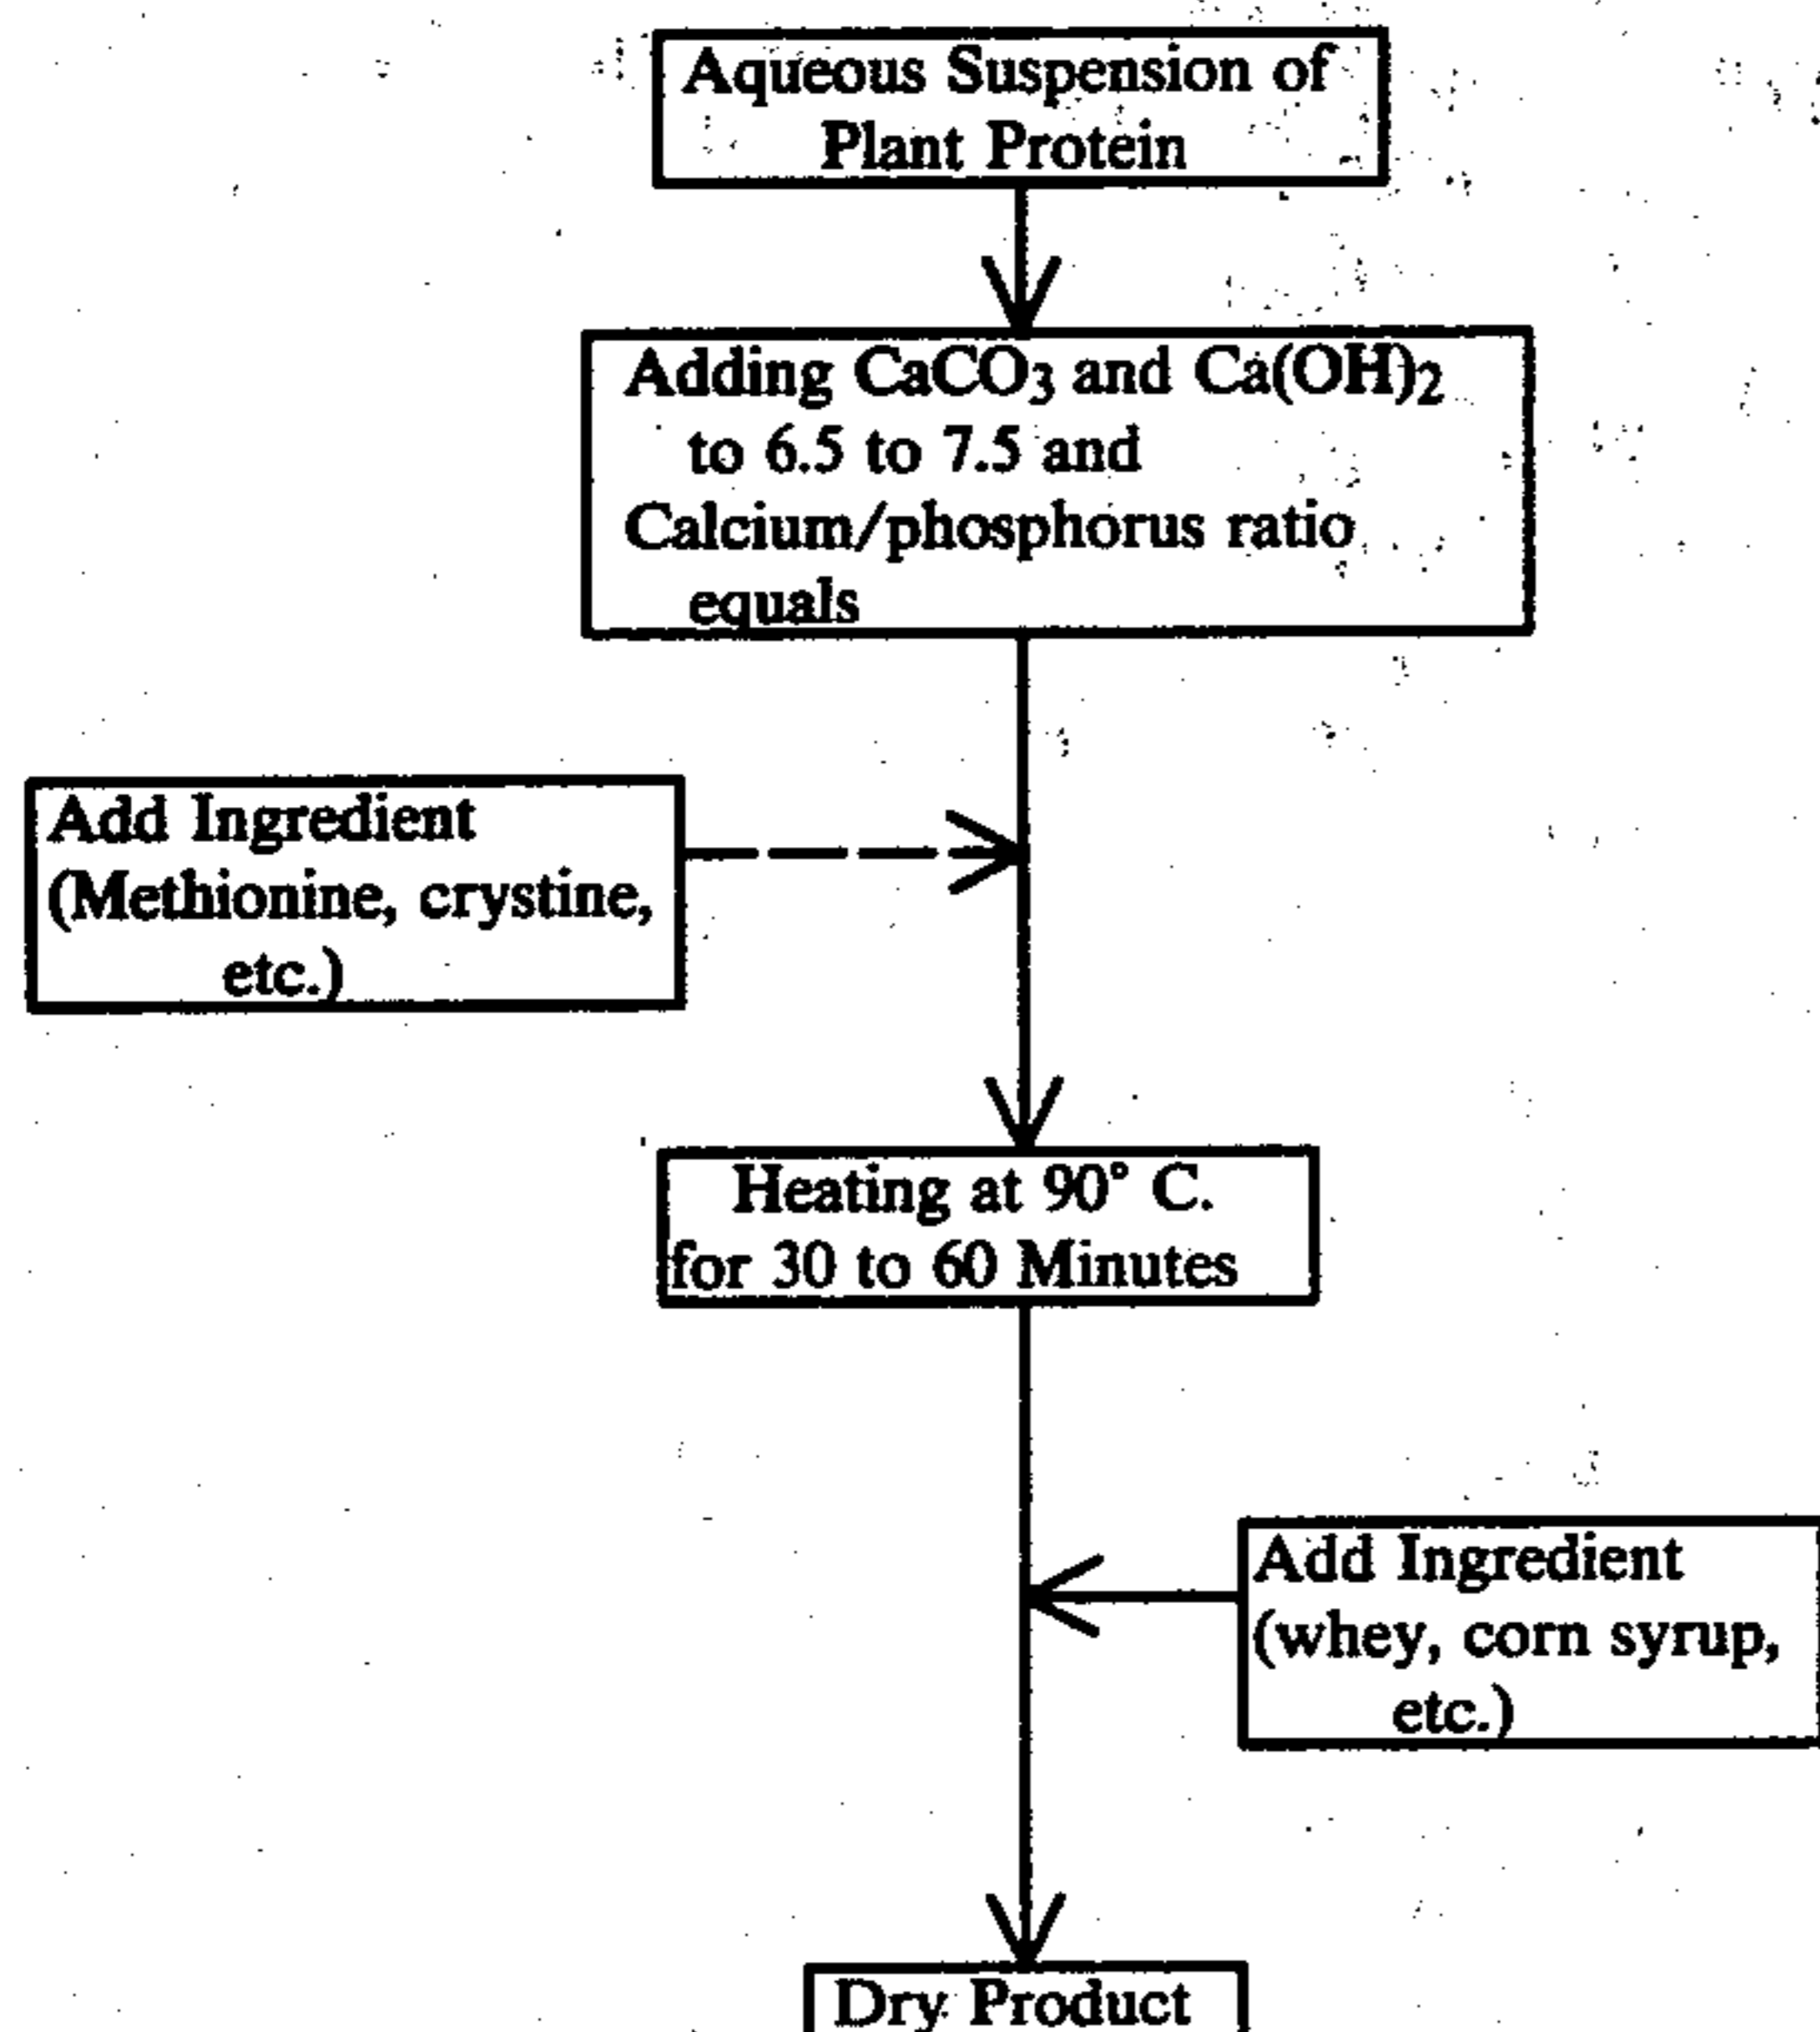 Aqueous Suspension of
Plant Protein
Adding CaCO₃ and Ca(OH)₂
to 6.5 to 7.5 and
Calcium/phosphorus ratio
equals
Add Ingredient
(Methionine, crystine,
etc.)
Heating at 90° C.
for 30 to 60 Minutes
Add Ingredient
(whey, corn syrup,
etc.)
Dry Product